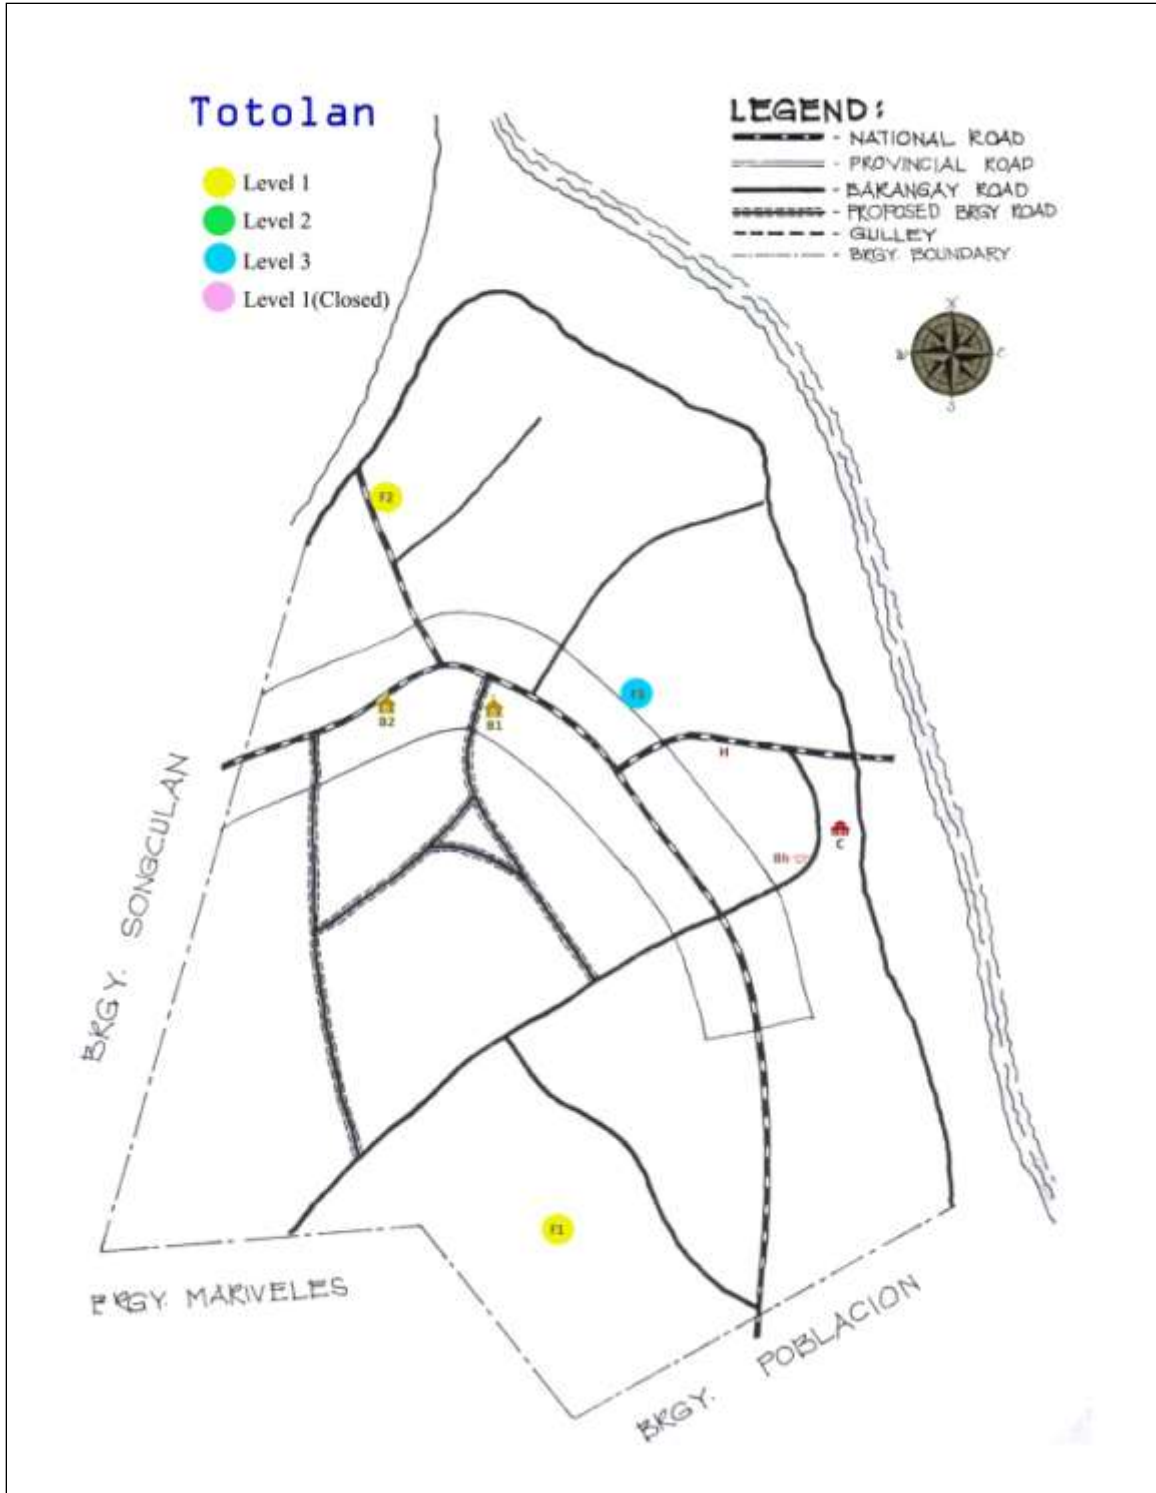 Totolan
Level 1
Level 2
Level 3
Level 1(Closed)
LEGEND:
- NATIONAL ROAD
- PROVINCIAL ROAD
- BARANGAY ROAD
- PROPOSED BRGY ROAD
- GULLEY
- BRGY. BOUNDARY
S
F2
B2
B1
H
C
Bh
F1
BRGY. SONGCULAN
BRGY. MARIVELES
BRGY. POBLACION